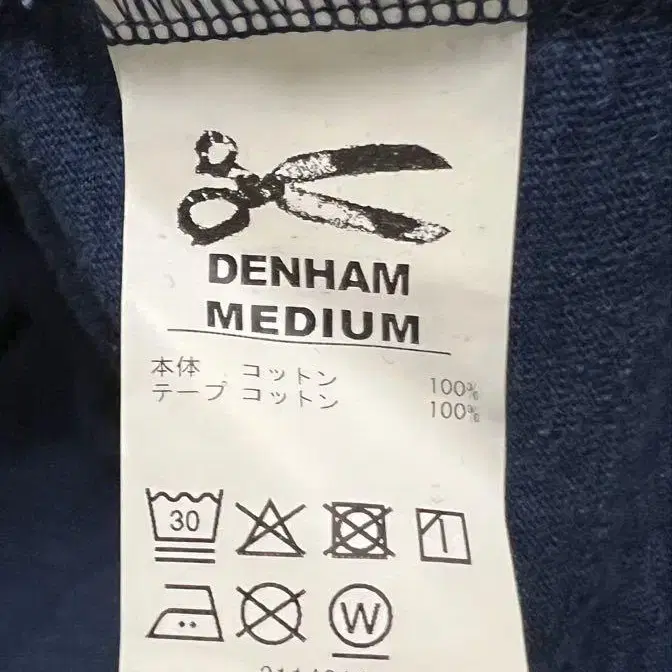 DENHAM
MEDIUM
本体 コットン 100%
テープ コットン 100%
30
W